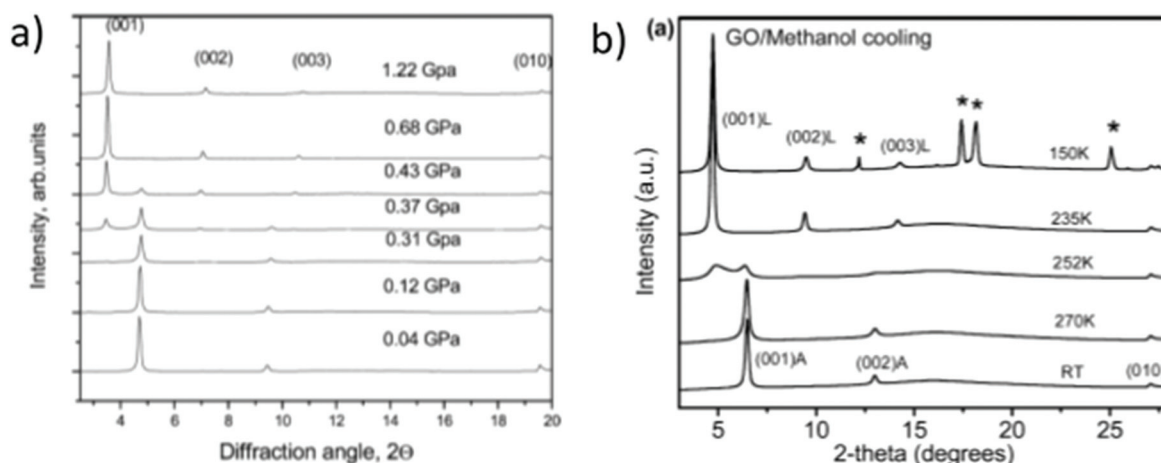 a)
(001)
(002)
(003)
(010)
1.22 Gpa
0.68 GPa
0.43 GPa
0.37 Gpa
0.31 Gpa
0.12 GPa
0.04 GPa
Intensity, arb.units
4 6 8 10 12 14 16 18 20
Diffraction angle, 2Θ
b)
(a)
GO/Methanol cooling
(001)L
(002)L
*
(003)L
* *
*
150K
235K
252K
270K
(001)A
(002)A
RT
(010)
Intensity (a.u.)
5 10 15 20 25
2-theta (degrees)